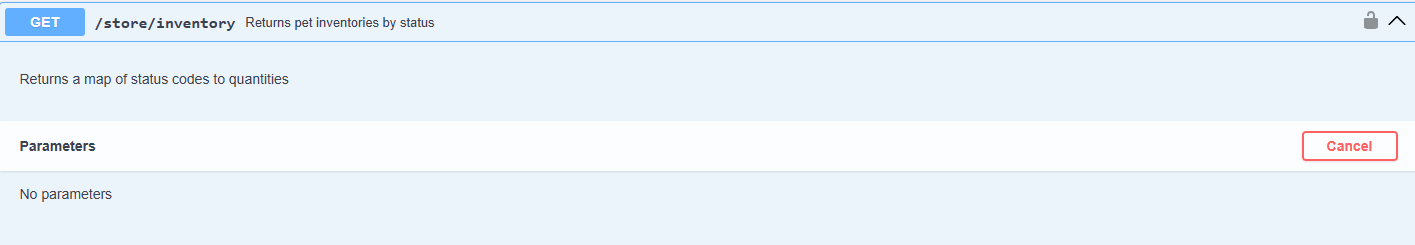 GET /store/inventory Returns pet inventories by status
Returns a map of status codes to quantities
Parameters Cancel
No parameters